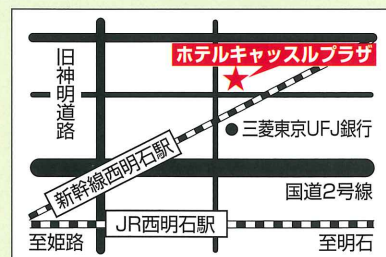 ホテルキャッスルプラザ
旧神明道路
三菱東京UFJ銀行
新幹線西明石駅
国道2号線
JR西明石駅
至姫路
至明石